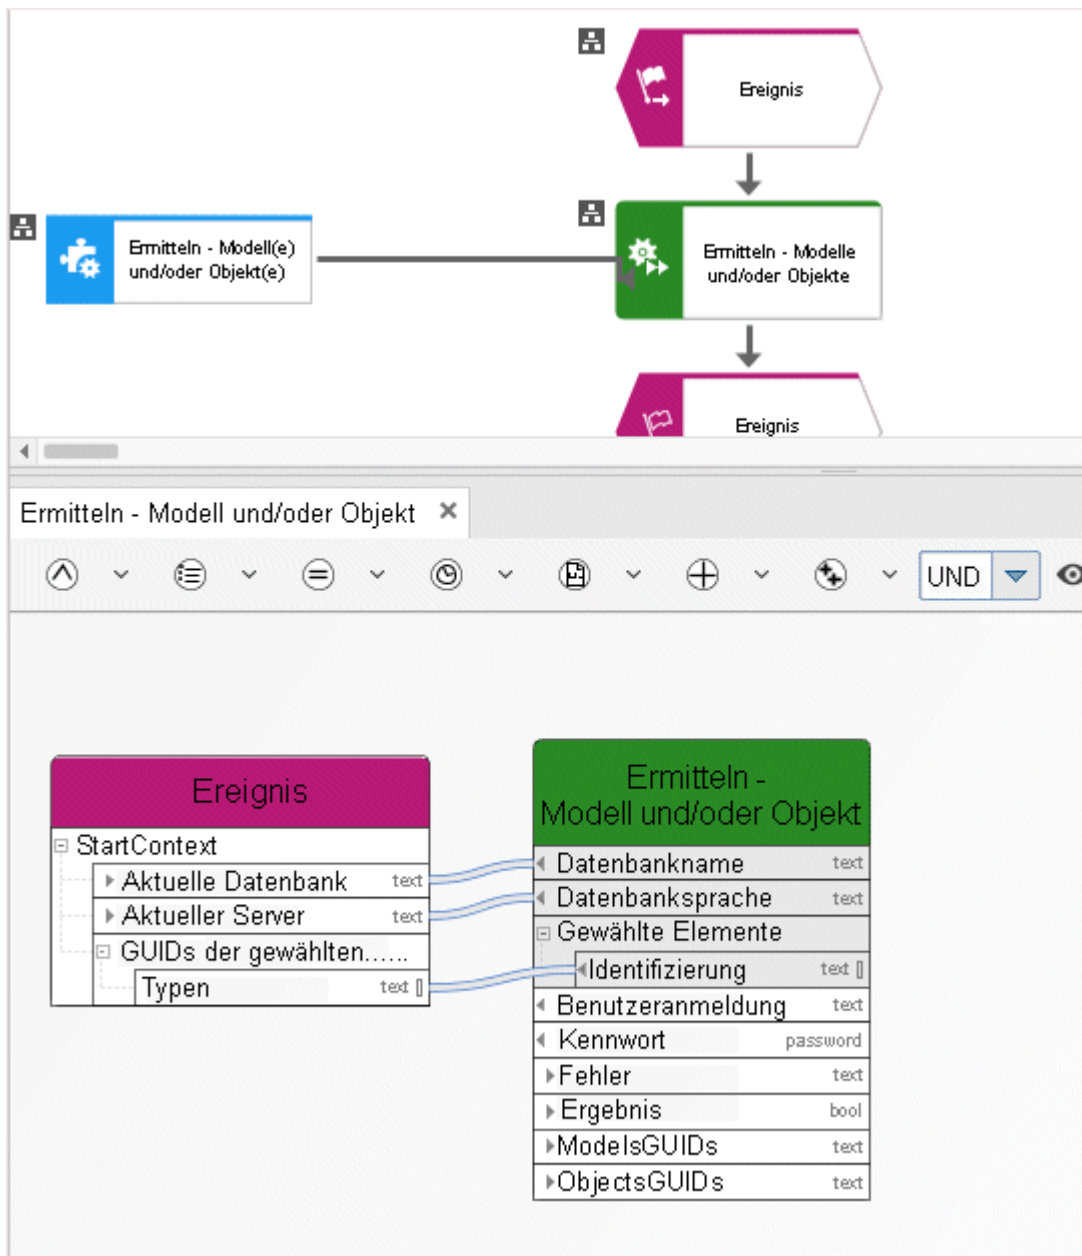 Ereignis
Ermitteln - Modell(e)
und/oder Objekt(e)
Ermitteln - Modelle
und/oder Objekte
Ereignis
Ermitteln - Modell und/oder Objekt
UND
Ereignis
StartContext
Aktuelle Datenbank text
Aktueller Server text
GUIDs der gewählten......
Typen text []
Ermitteln -
Modell und/oder Objekt
Datenbankname text
Datenbanksprache text
Gewählte Elemente
Identifizierung text []
Benutzeranmeldung text
Kennwort password
Fehler text
Ergebnis bool
ModelsGUIDs text
ObjectsGUIDs text